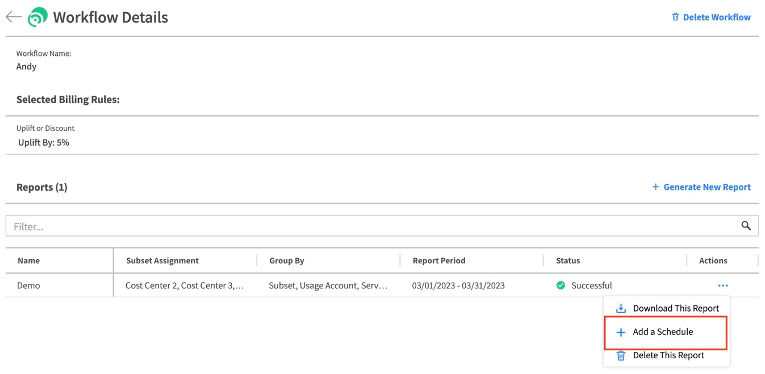 Workflow Details
Delete Workflow
Workflow Name:
Andy
Selected Billing Rules:
Uplift or Discount
Uplift By: 5%
Reports (1)
+ Generate New Report
Filter...
Name Subset Assignment Group By Report Period Status Actions
Demo Cost Center 2, Cost Center 3,... Subset, Usage Account, Serv... 03/01/2023 - 03/31/2023 Successful ...
Download This Report
+ Add a Schedule
Delete This Report